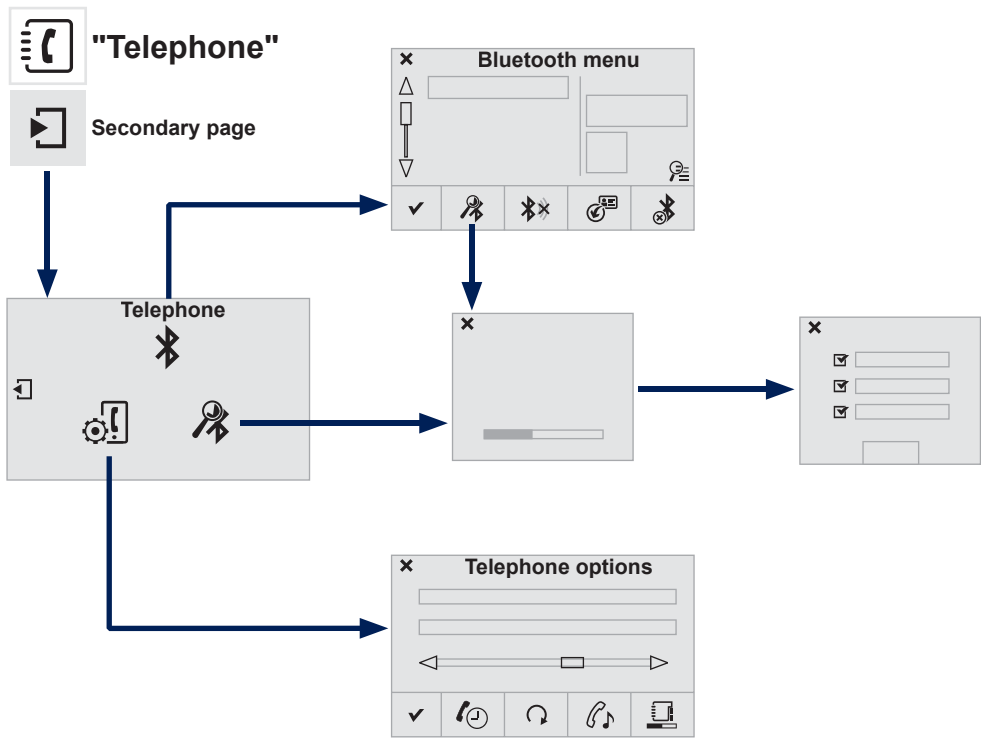 "Telephone"
Secondary page
Bluetooth menu
Telephone
Telephone options